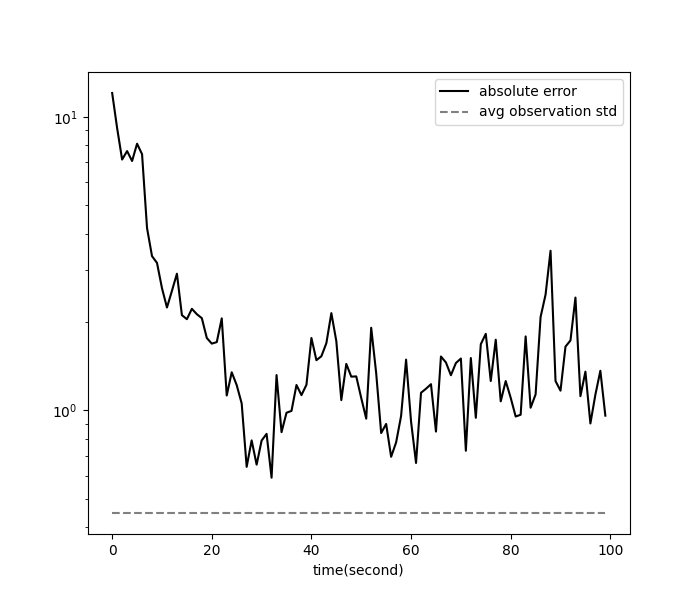 absolute error
avg observation std
10¹
10⁰
0 20 40 60 80 100
time(second)